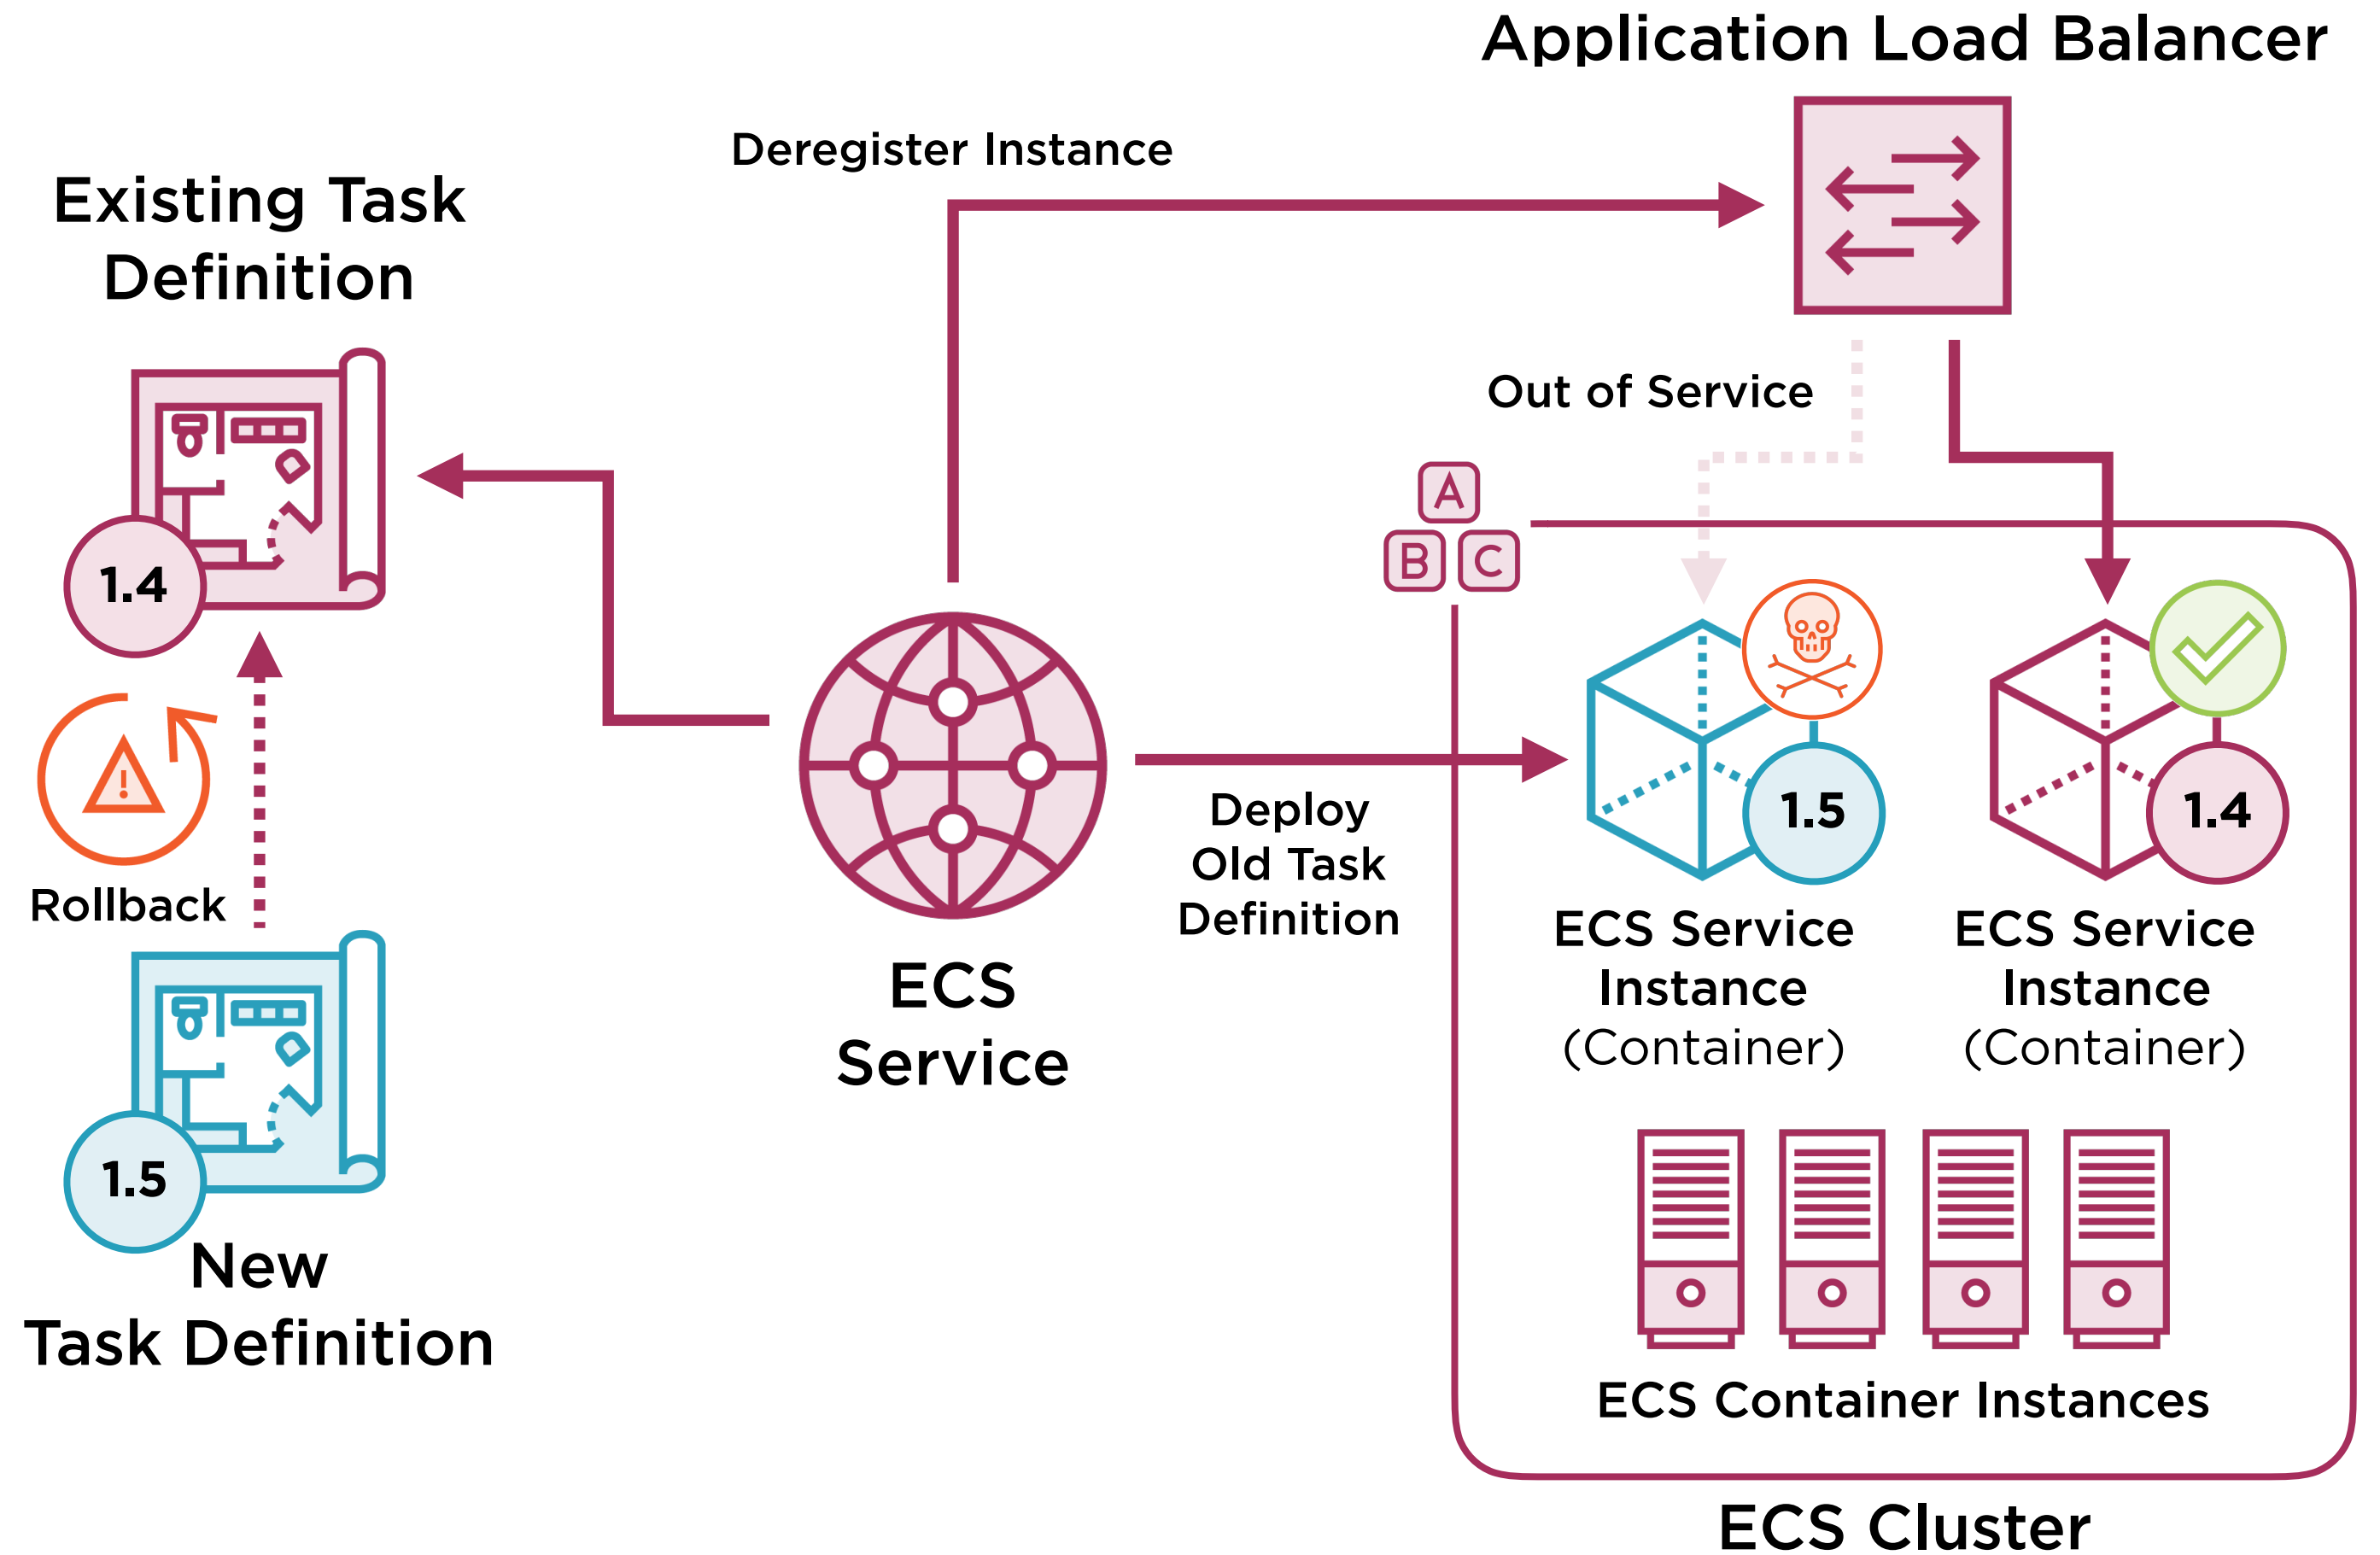 Application Load Balancer
Deregister Instance
Existing Task
Definition
Out of Service
A
B
C
1.4
Rollback
1.5
1.4
Deploy
Old Task
Definition
ECS
Service
ECS Service
Instance
(Container)
ECS Service
Instance
(Container)
1.5
New
Task Definition
ECS Container Instances
ECS Cluster